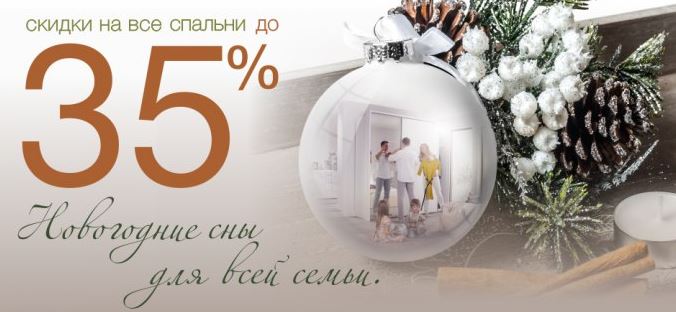 скидки на все спальни до
35%
Новогодние сны
для всей семьи.